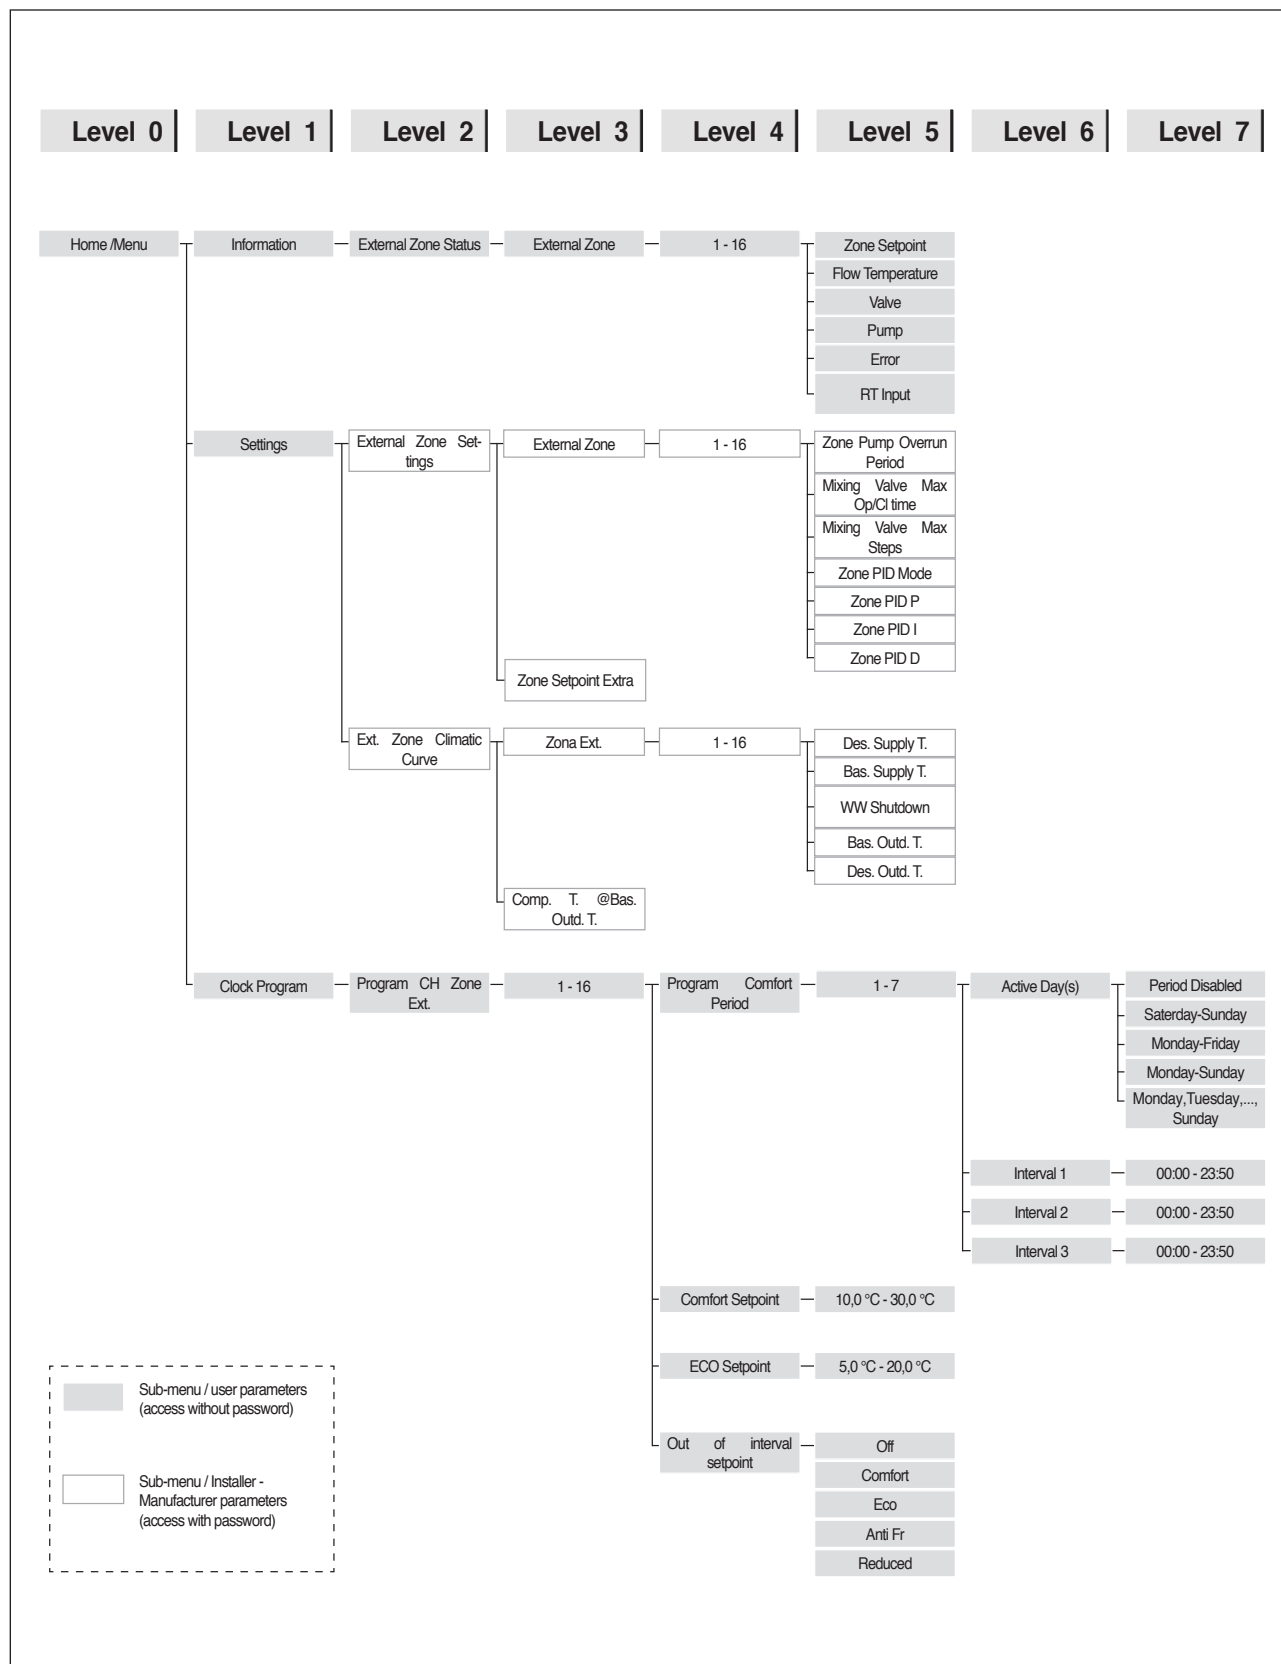 Level 0 Level 1 Level 2 Level 3 Level 4 Level 5 Level 6 Level 7
Home /Menu Information External Zone Status External Zone 1 - 16 Zone Setpoint
Flow Temperature
Valve
Pump
Error
RT Input
Settings External Zone Set-
tings External Zone 1 - 16 Zone Pump Overrun
Period
Mixing Valve Max
Op/Cl time
Mixing Valve Max
Steps
Zone PID Mode
Zone PID P
Zone PID I
Zone PID D
Zone Setpoint Extra
Ext. Zone Climatic
Curve Zona Ext. 1 - 16 Des. Supply T.
Bas. Supply T.
WW Shutdown
Bas. Outd. T.
Des. Outd. T.
Comp. T. @Bas.
Outd. T.
Clock Program Program CH Zone
Ext. 1 - 16 Program Comfort
Period 1 - 7 Active Day(s) Period Disabled
Saterday-Sunday
Monday-Friday
Monday-Sunday
Monday,Tuesday,...,
Sunday
Interval 1 00:00 - 23:50
Interval 2 00:00 - 23:50
Interval 3 00:00 - 23:50
Comfort Setpoint 10,0 °C - 30,0 °C
ECO Setpoint 5,0 °C - 20,0 °C
Out of interval
setpoint Off
Comfort
Eco
Anti Fr
Reduced
Sub-menu / user parameters
(access without password)
Sub-menu / Installer -
Manufacturer parameters
(access with password)